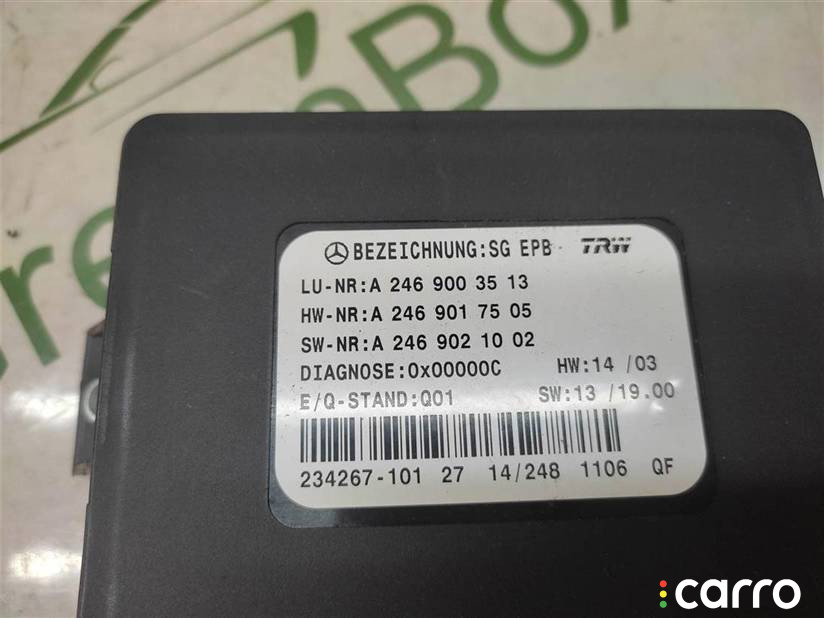 BEZEICHNUNG:SG EPB TRW
LU-NR:A 246 900 35 13
HW-NR:A 246 901 75 05
SW-NR:A 246 902 10 02
DIAGNOSE:0x00000C HW:14 /03
E/Q-STAND:Q01 SW:13 /19.00
234267-101 27 14/248 1106 QF
carro